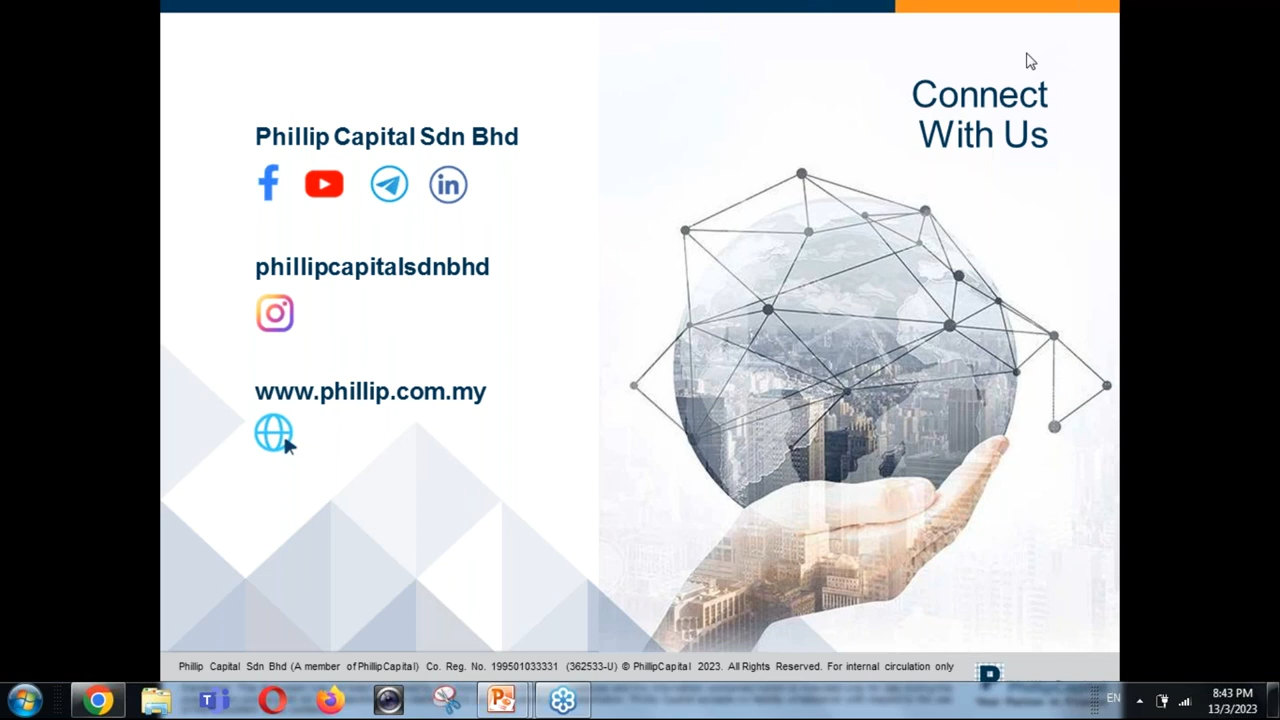 Connect
With Us
Phillip Capital Sdn Bhd
phillipcapitalsdnbhd
www.phillip.com.my
Phillip Capital Sdn Bhd (A member of PhillipCapital) Co. Reg. No. 199501033331 (362533-U) © PhillipCapital 2023. All Rights Reserved. For internal circulation only
EN
8:43 PM
13/3/2023